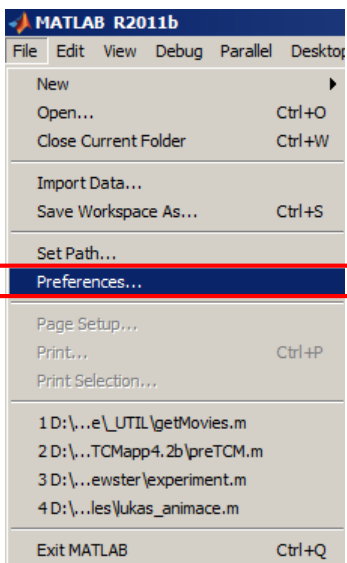 MATLAB R2011b
File Edit View Debug Parallel Desktop
New
Open... Ctrl+O
Close Current Folder Ctrl+W
Import Data...
Save Workspace As... Ctrl+S
Set Path...
Preferences...
Page Setup...
Print... Ctrl+P
Print Selection...
1 D:\...e\_UTIL\getMovies.m
2 D:\...TCMapp4.2b\preTCM.m
3 D:\...ewster\experiment.m
4 D:\...les\lukas_animace.m
Exit MATLAB Ctrl+Q